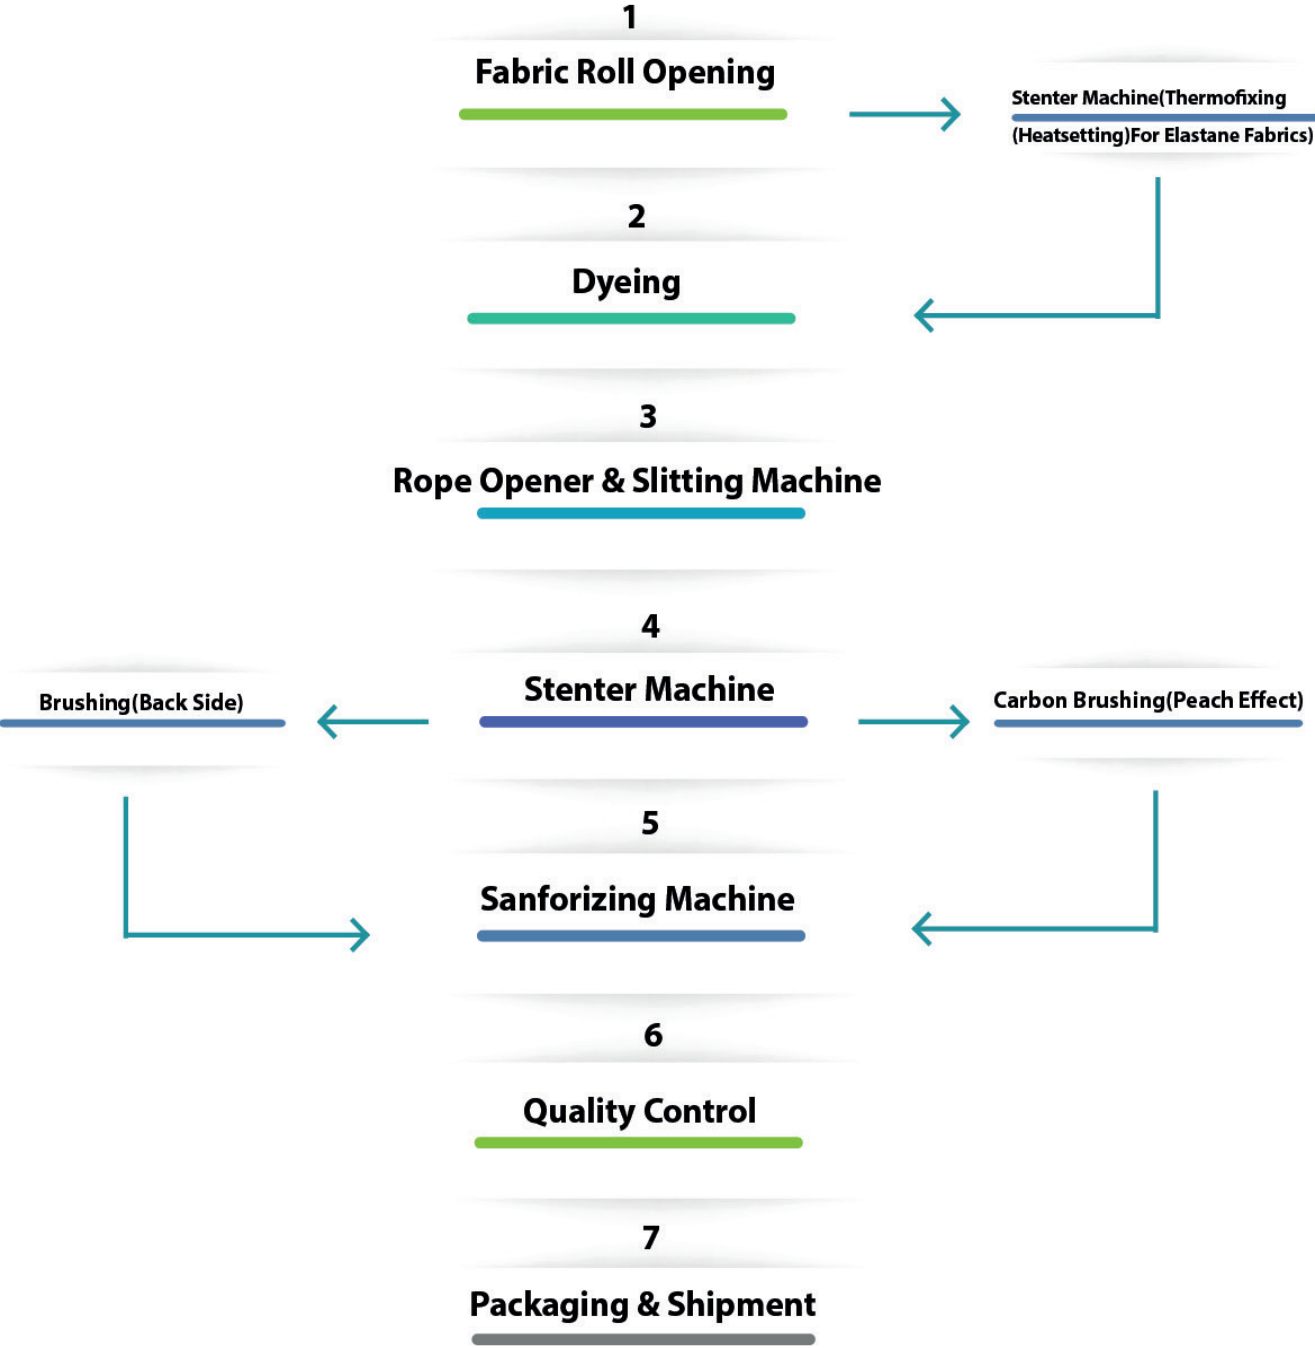 1
Fabric Roll Opening
Stenter Machine(Thermofixing
(Heatsetting)For Elastane Fabrics)
2
Dyeing
3
Rope Opener & Slitting Machine
4
Stenter Machine
Brushing(Back Side)
Carbon Brushing(Peach Effect)
5
Sanforizing Machine
6
Quality Control
7
Packaging & Shipment